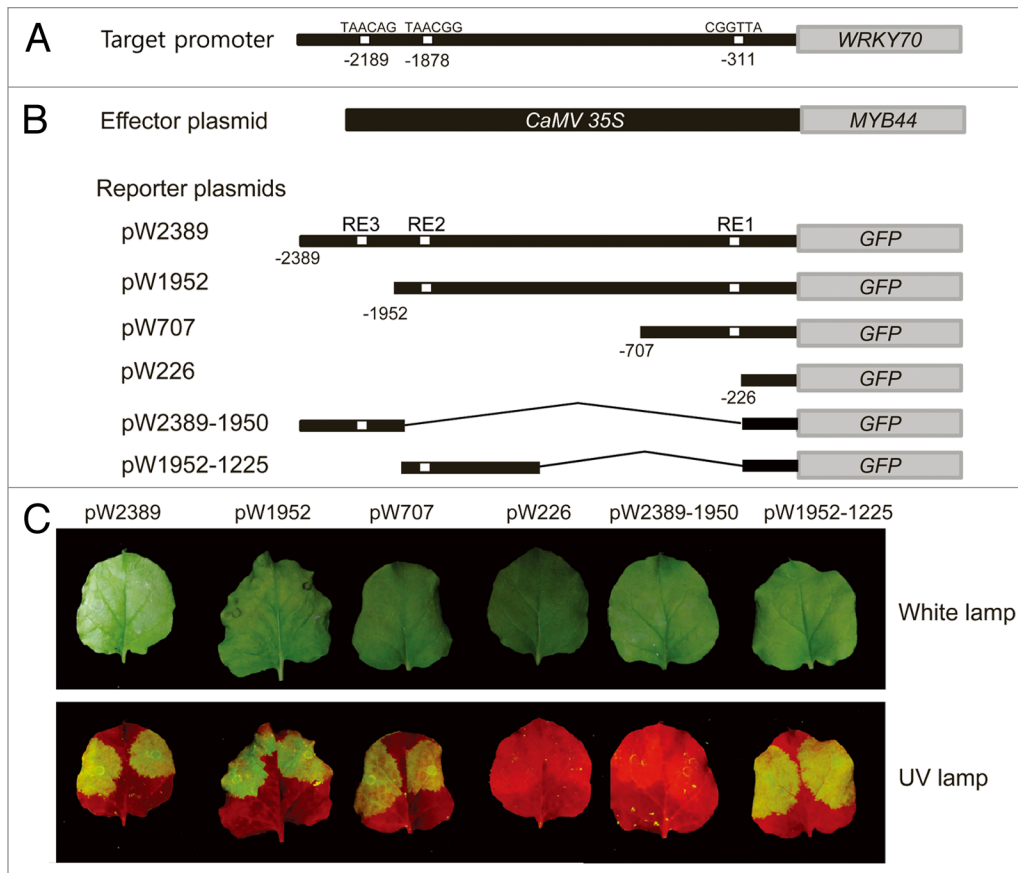 A
Target promoter
TAACAG TAACGG CGGTTA
WRKY70
-2189 -1878 -311
B
Effector plasmid
CaMV 35S
MYB44
Reporter plasmids
pW2389
RE3 RE2 RE1
GFP
-2389
pW1952
GFP
-1952
pW707
GFP
-707
pW226
GFP
-226
pW2389-1950
GFP
pW1952-1225
GFP
C
pW2389 pW1952 pW707 pW226 pW2389-1950 pW1952-1225
White lamp
UV lamp